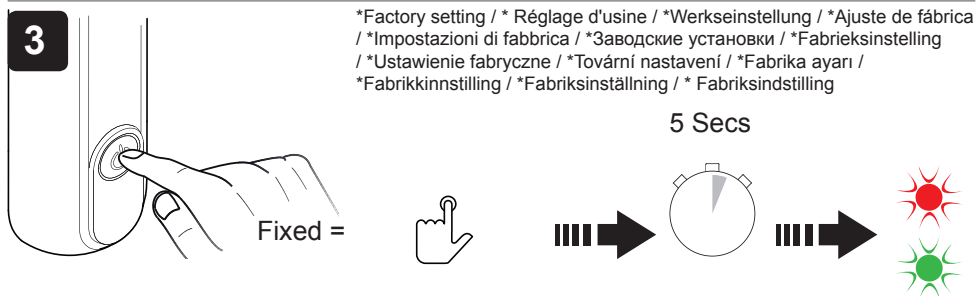 3
*Factory setting / * Réglage d'usine / *Werkseinstellung / *Ajuste de fábrica
/ *Impostazioni di fabbrica / *Заводские установки / *Fabrieksinstelling
/ *Ustawienie fabryczne / *Tovární nastavení / *Fabrika ayarı /
*Fabrikkinnstilling / *Fabriksinställning / * Fabriksindstilling
5 Secs
Fixed =